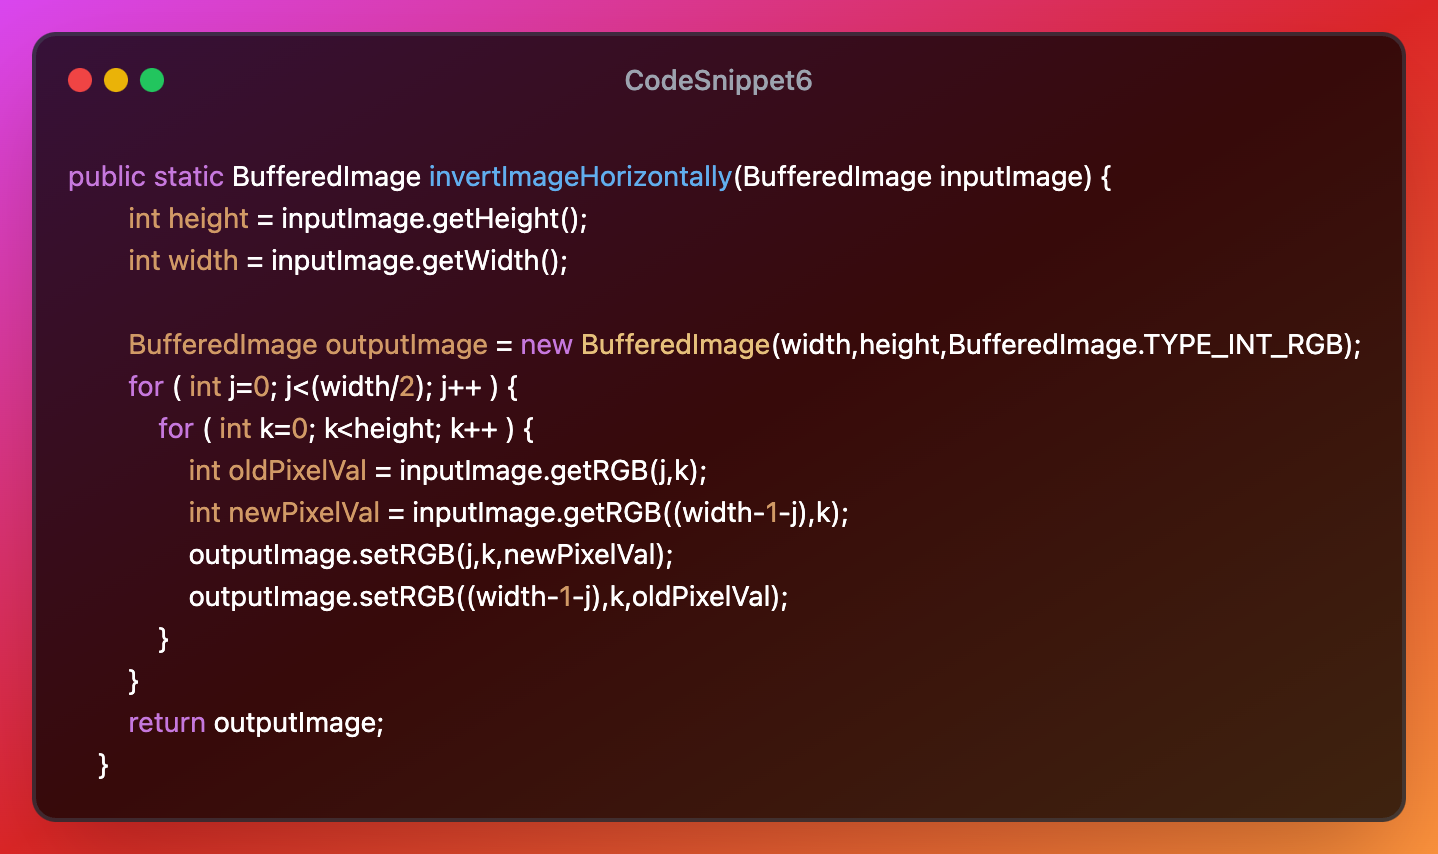 CodeSnippet6
public static BufferedImage invertImageHorizontally(BufferedImage inputImage) {
int height = inputImage.getHeight();
int width = inputImage.getWidth();
BufferedImage outputImage = new BufferedImage(width,height,BufferedImage.TYPE_INT_RGB);
for ( int j=0; j<(width/2); j++ ) {
for ( int k=0; k<height; k++ ) {
int oldPixelVal = inputImage.getRGB(j,k);
int newPixelVal = inputImage.getRGB((width-1-j),k);
outputImage.setRGB(j,k,newPixelVal);
outputImage.setRGB((width-1-j),k,oldPixelVal);
}
}
return outputImage;
}